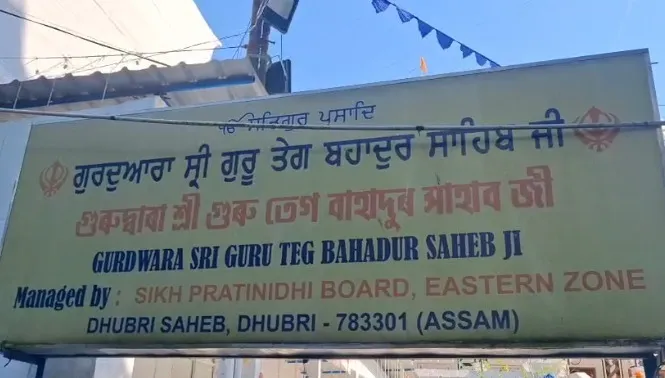 ੴ ਸਤਿਗੁਰ ਪ੍ਰਸਾਦਿ
ਗੁਰਦੁਆਰਾ ਸ੍ਰੀ ਗੁਰੂ ਤੇਗ ਬਹਾਦੁਰ ਸਾਹਿਬ ਜੀ
গুৰুদ্বাৰা শ্ৰী গুৰু তেগ বাহাদুৰ সাহাব জী
GURDWARA SRI GURU TEG BAHADUR SAHEB JI
Managed by : SIKH PRATINIDHI BOARD, EASTERN ZONE
DHUBRI SAHEB, DHUBRI - 783301 (ASSAM)